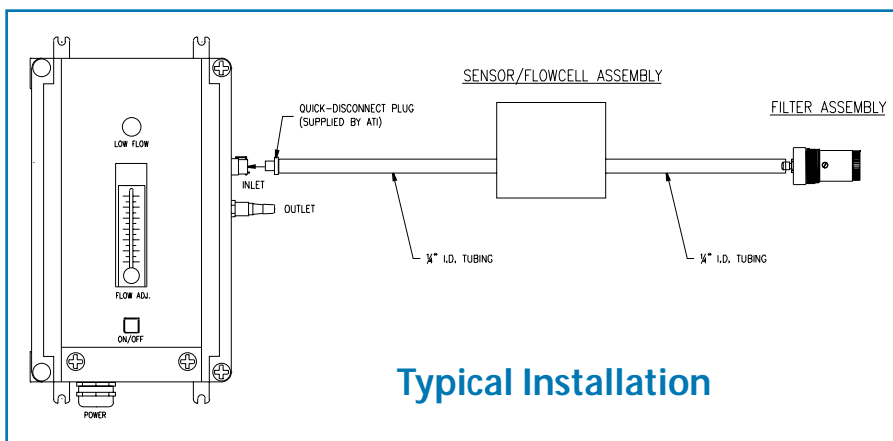 SENSOR/FLOWCELL ASSEMBLY
FILTER ASSEMBLY
QUICK-DISCONNECT PLUG
(SUPPLIED BY ATI)
LOW FLOW
INLET
OUTLET
¼" I.D. TUBING
¼" I.D. TUBING
FLOW ADJ.
ON/OFF
POWER
Typical Installation